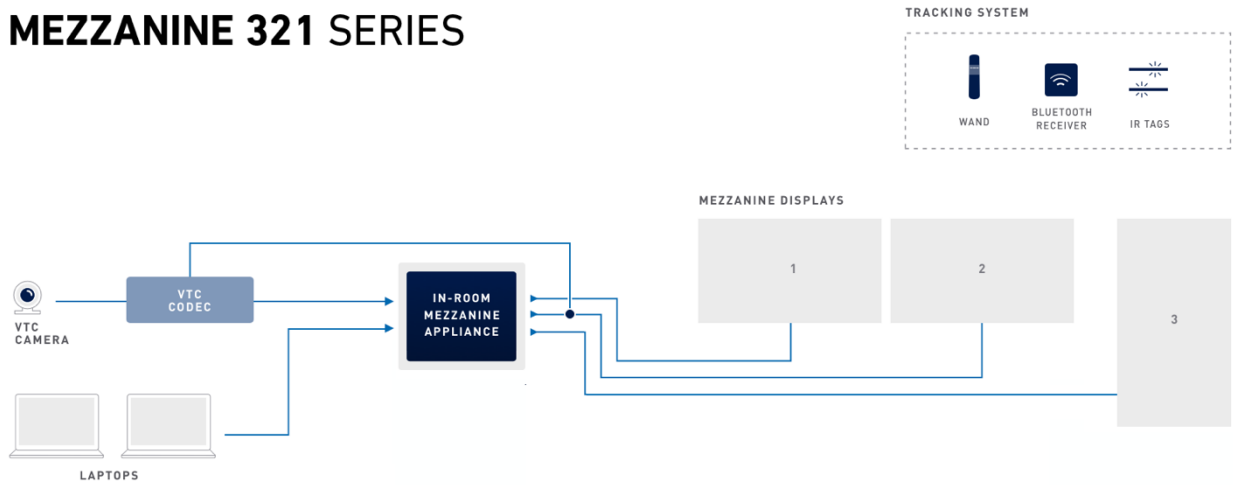 MEZZANINE 321 SERIES
TRACKING SYSTEM
WAND
BLUETOOTH
RECEIVER
IR TAGS
MEZZANINE DISPLAYS
1
2
3
VTC
CODEC
IN-ROOM
MEZZANINE
APPLIANCE
VTC
CAMERA
LAPTOPS